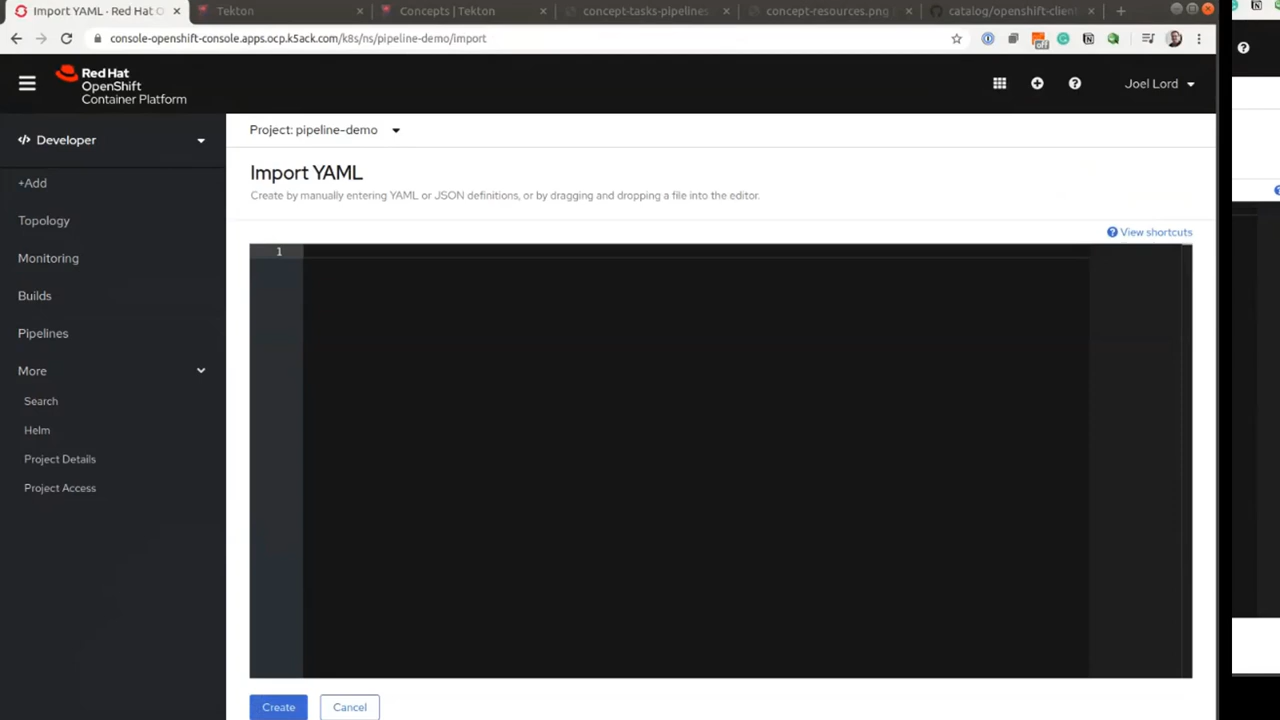 Import YAML · Red Hat O
Tekton
Concepts | Tekton
concept-tasks-pipelines
concept-resources.png
catalog/openshift-client
console-openshift-console.apps.ocp.k5ack.com/k8s/ns/pipeline-demo/import
off
Red Hat
OpenShift
Container Platform
Joel Lord
Developer
Project: pipeline-demo
+Add
Import YAML
Create by manually entering YAML or JSON definitions, or by dragging and dropping a file into the editor.
Topology
View shortcuts
1
Monitoring
Builds
Pipelines
More
Search
Helm
Project Details
Project Access
Create
Cancel